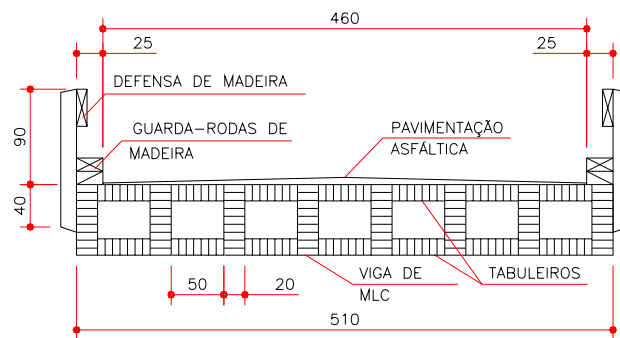 460
25
25
DEFENSA DE MADEIRA
90
GUARDA-RODAS DE
MADEIRA
PAVIMENTAÇÃO
ASFÁLTICA
40
50
20
VIGA DE
MLC
TABULEIROS
510